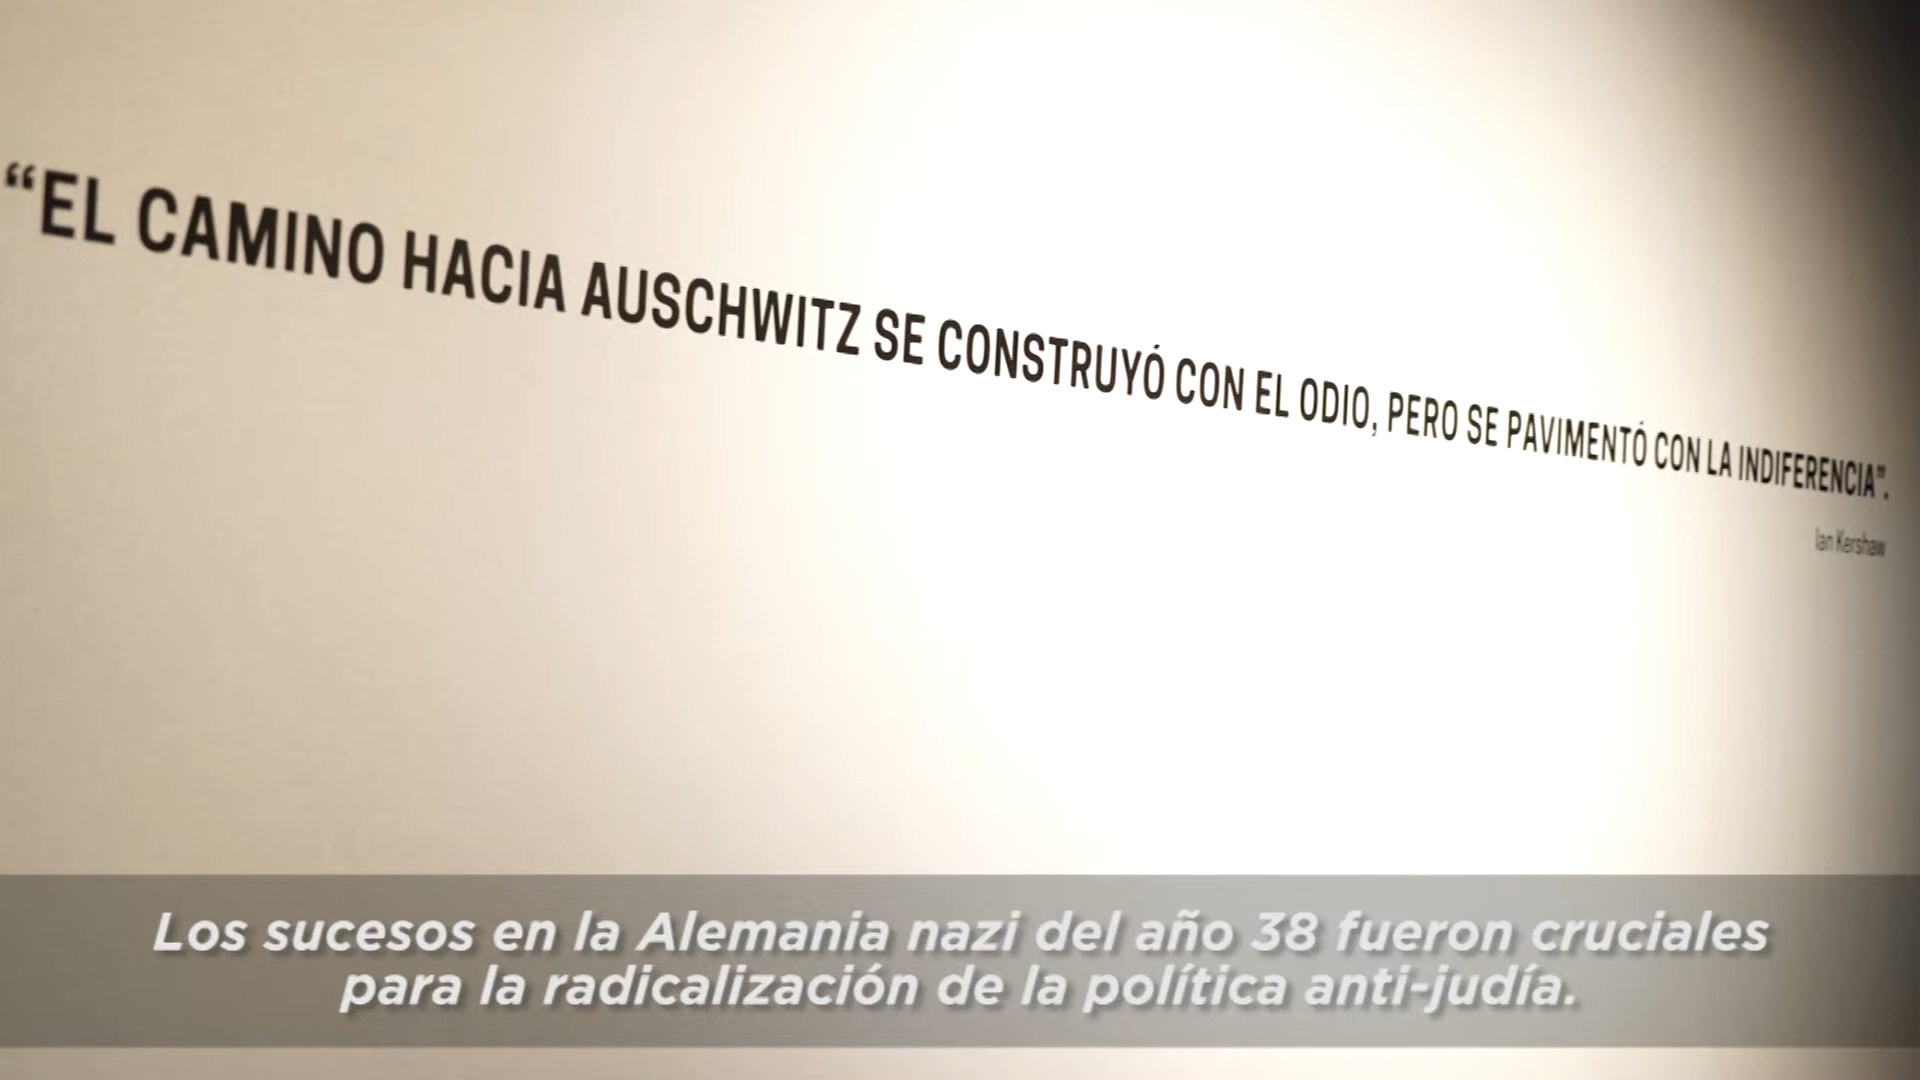 “EL CAMINO HACIA AUSCHWITZ SE CONSTRUYÓ CON EL ODIO, PERO SE PAVIMENTÓ CON LA INDIFERENCIA”.
Ian Kershaw
Los sucesos en la Alemania nazi del año 38 fueron cruciales
para la radicalización de la política anti-judía.